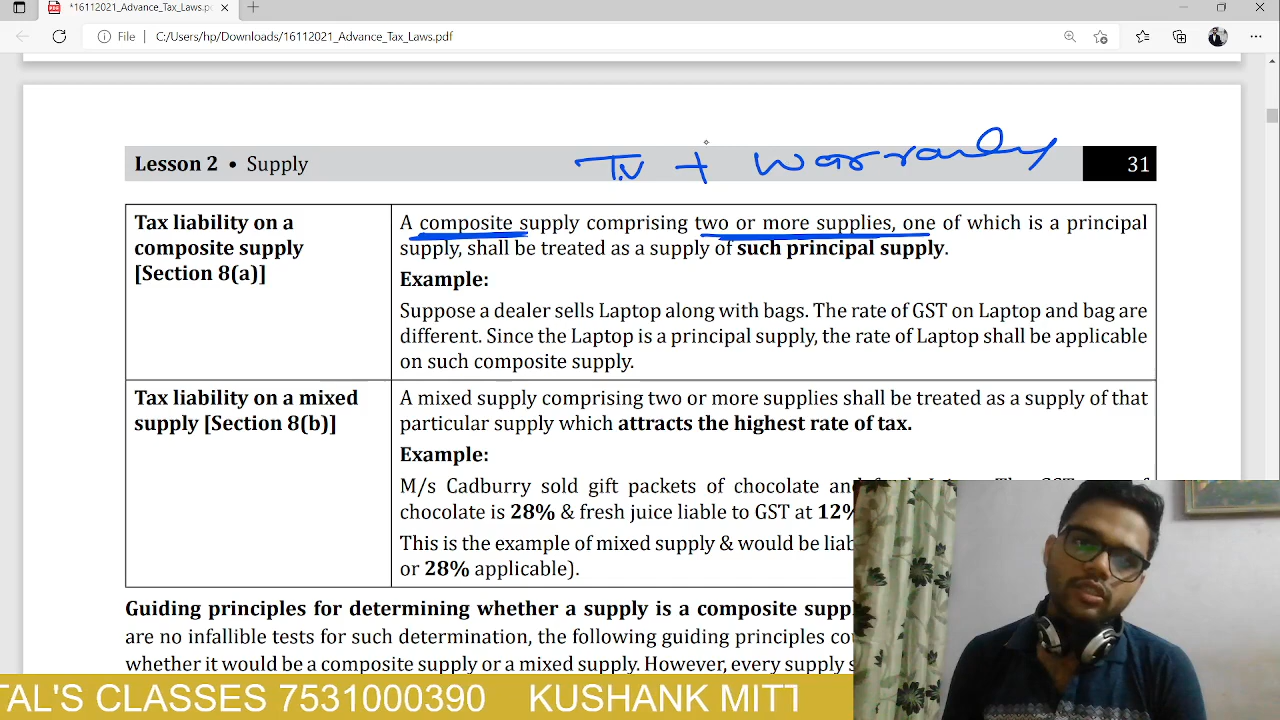 *16112021_Advance_Tax_Laws.pd
File
C:/Users/hp/Downloads/16112021_Advance_Tax_Laws.pdf
Lesson 2 • Supply
T.V + Warranty
31
Tax liability on a
composite supply
[Section 8(a)]
A composite supply comprising two or more supplies, one of which is a principal
supply, shall be treated as a supply of such principal supply.
Example:
Suppose a dealer sells Laptop along with bags. The rate of GST on Laptop and bag are
different. Since the Laptop is a principal supply, the rate of Laptop shall be applicable
on such composite supply.
Tax liability on a mixed
supply [Section 8(b)]
A mixed supply comprising two or more supplies shall be treated as a supply of that
particular supply which attracts the highest rate of tax.
Example:
M/s Cadburry sold gift packets of chocolate and
chocolate is 28% & fresh juice liable to GST at 12%
This is the example of mixed supply & would be
or 28% applicable).
Guiding principles for determining whether a supply is a composite
are no infallible tests for such determination, the following guiding principles
whether it would be a composite supply or a mixed supply. However, every supply
TAL'S CLASSES 7531000390 KUSHANK MITT